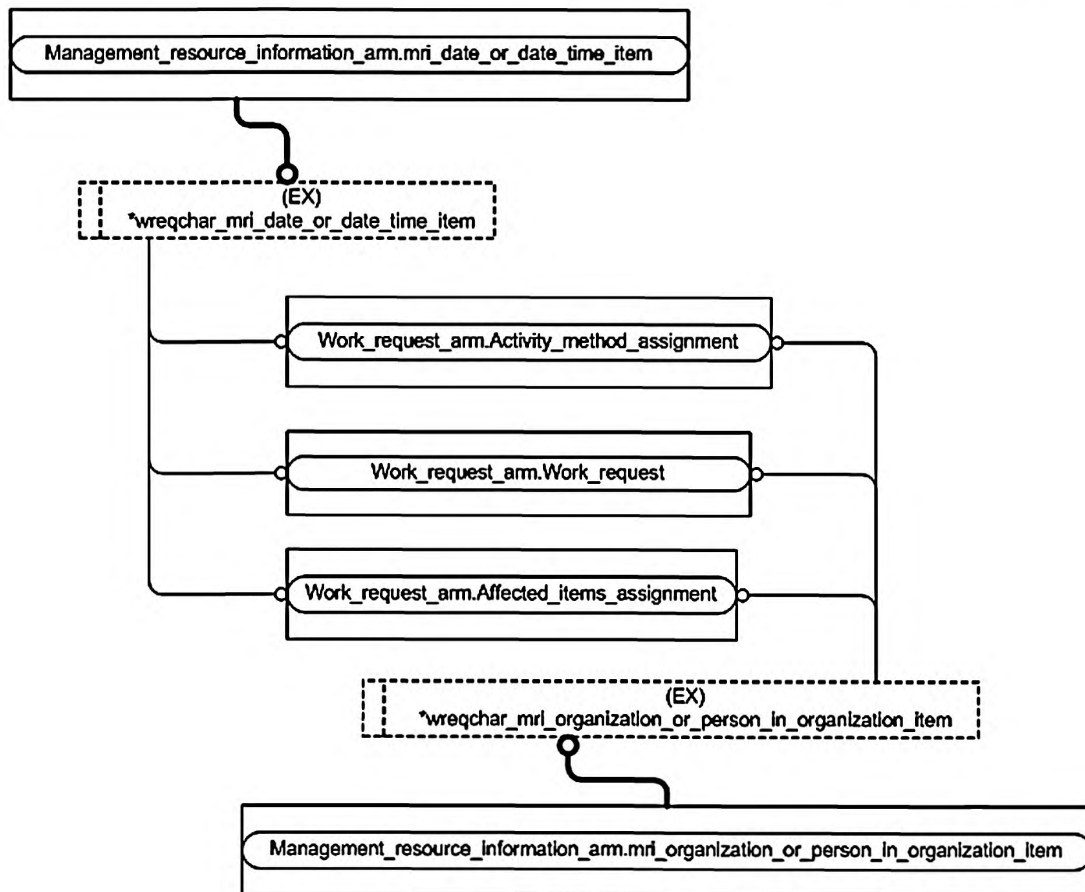 Management_resource_information_arm.mri_date_or_date_time_item
(EX)
*wreqchar_mri_date_or_date_time_item
Work_request_arm.Activity_method_assignment
Work_request_arm.Work_request
Work_request_arm.Affected_items_assignment
(EX)
*wreqchar_mri_organization_or_person_in_organization_item
Management_resource_information_arm.mri_organization_or_person_in_organization_item